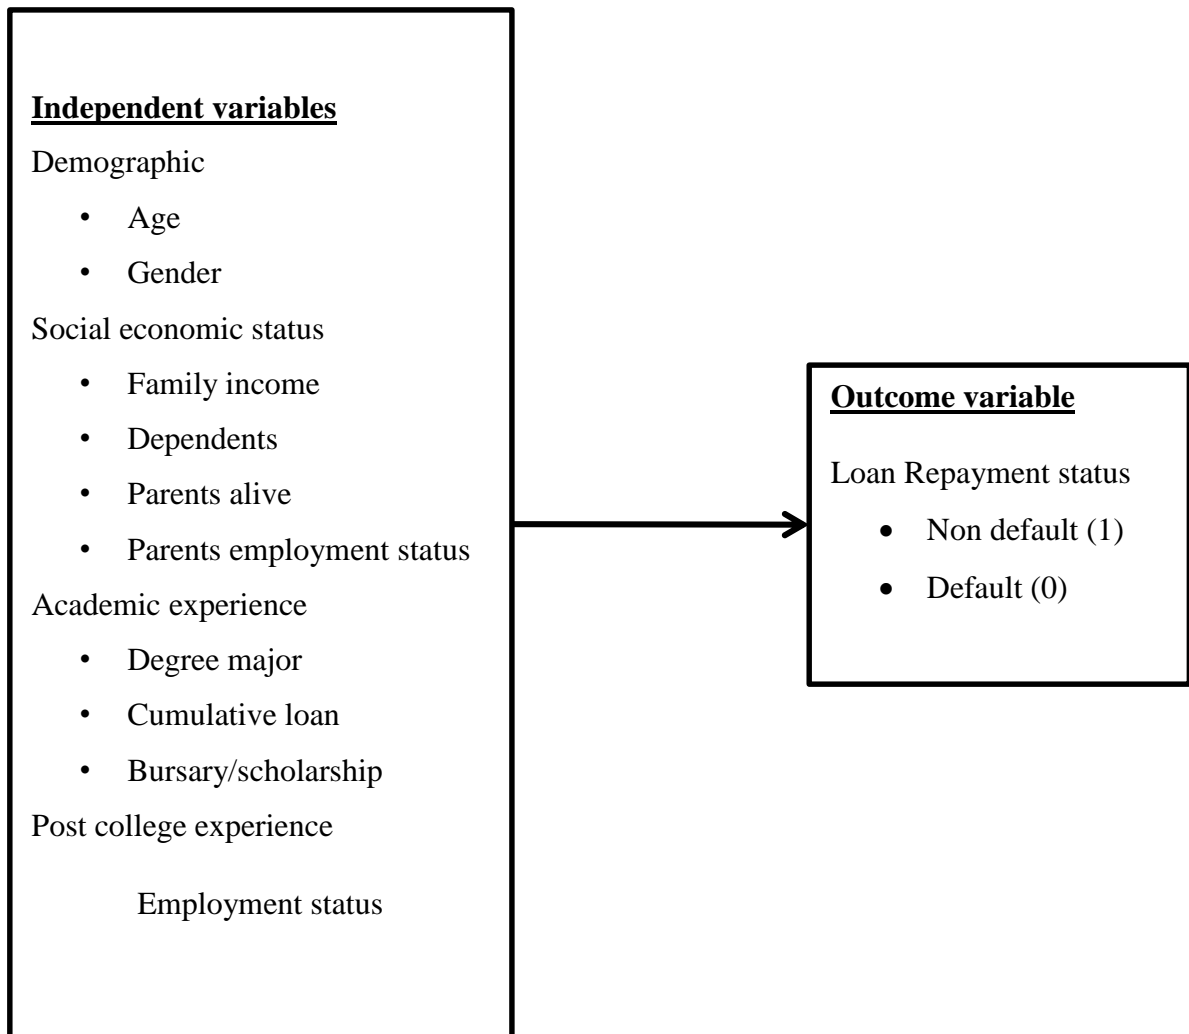 Independent variables
Demographic
• Age
• Gender
Social economic status
• Family income
• Dependents
• Parents alive
• Parents employment status
Academic experience
• Degree major
• Cumulative loan
• Bursary/scholarship
Post college experience
Employment status
Outcome variable
Loan Repayment status
• Non default (1)
• Default (0)